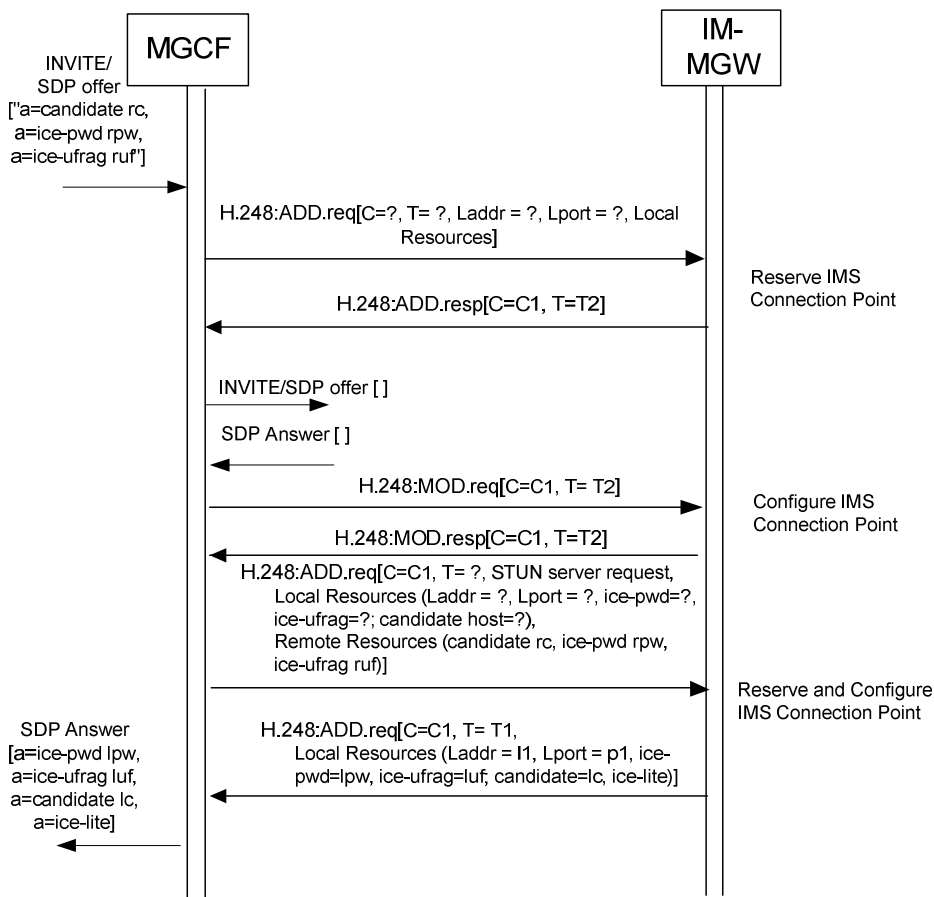 MGCF
IM-
MGW
INVITE/
SDP offer
["a=candidate rc,
a=ice-pwd rpw,
a=ice-ufrag ruf"]
H.248:ADD.req[C=?, T= ?, Laddr = ?, Lport = ?, Local
Resources]
Reserve IMS
Connection Point
H.248:ADD.resp[C=C1, T=T2]
INVITE/SDP offer [ ]
SDP Answer [ ]
H.248:MOD.req[C=C1, T= T2]
Configure IMS
Connection Point
H.248:MOD.resp[C=C1, T=T2]
H.248:ADD.req[C=C1, T= ?, STUN server request,
Local Resources (Laddr = ?, Lport = ?, ice-pwd=?,
ice-ufrag=?; candidate host=?),
Remote Resources (candidate rc, ice-pwd rpw,
ice-ufrag ruf)]
Reserve and Configure
IMS Connection Point
H.248:ADD.req[C=C1, T= T1,
Local Resources (Laddr = l1, Lport = p1, ice-
pwd=lpw, ice-ufrag=luf; candidate=lc, ice-lite)]
SDP Answer
[a=ice-pwd lpw,
a=ice-ufrag luf,
a=candidate lc,
a=ice-lite]